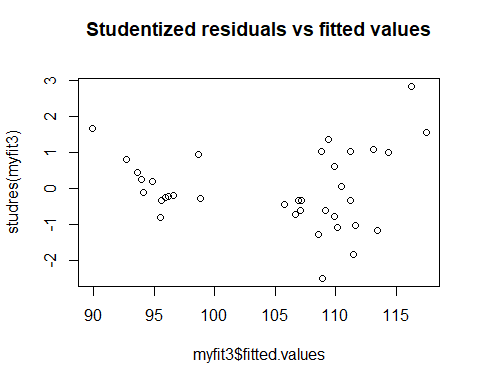 Studentized residuals vs fitted values
studres(myfit3)
3
2
1
0
-1
-2
90 95 100 105 110 115
myfit3$fitted.values